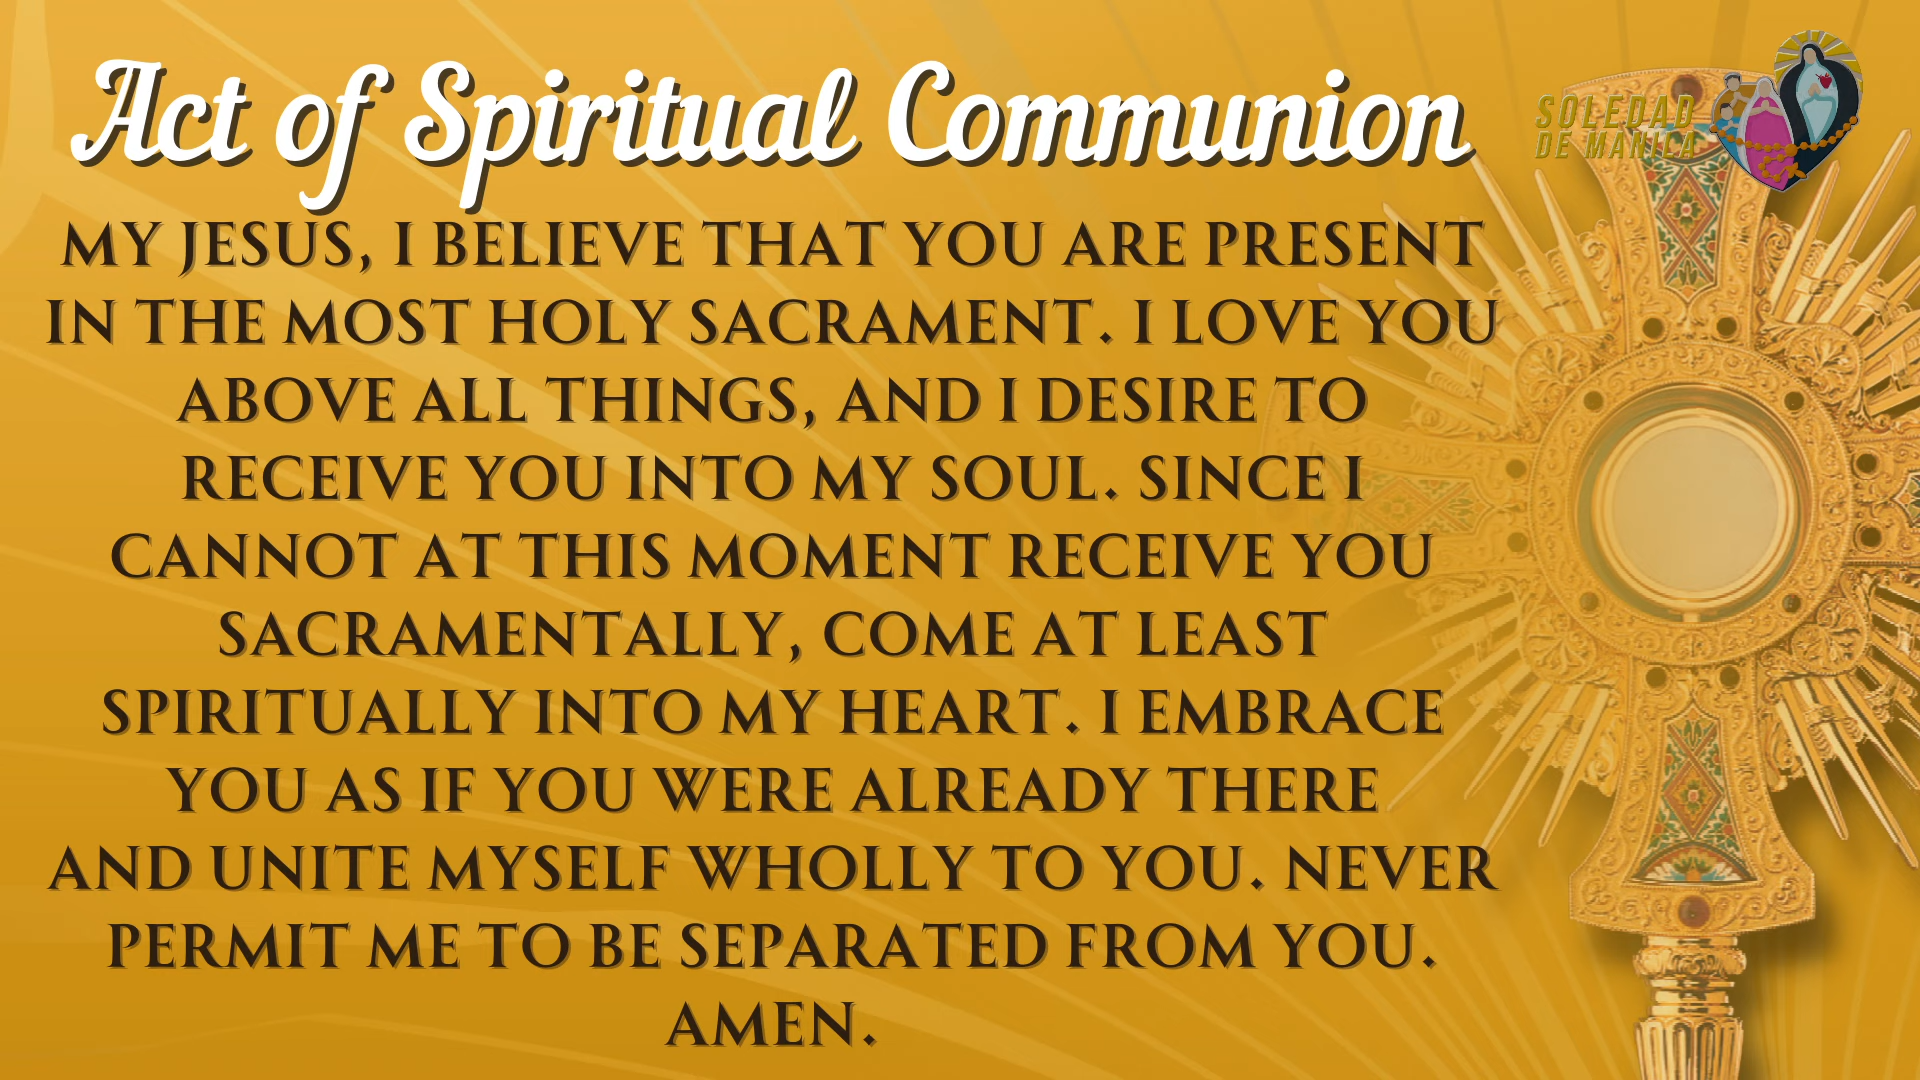 Act of Spiritual Communion
SOLEDAD
DE MANILA
MY JESUS, I BELIEVE THAT YOU ARE PRESENT
IN THE MOST HOLY SACRAMENT. I LOVE YOU
ABOVE ALL THINGS, AND I DESIRE TO
RECEIVE YOU INTO MY SOUL. SINCE I
CANNOT AT THIS MOMENT RECEIVE YOU
SACRAMENTALLY, COME AT LEAST
SPIRITUALLY INTO MY HEART. I EMBRACE
YOU AS IF YOU WERE ALREADY THERE
AND UNITE MYSELF WHOLLY TO YOU. NEVER
PERMIT ME TO BE SEPARATED FROM YOU.
AMEN.